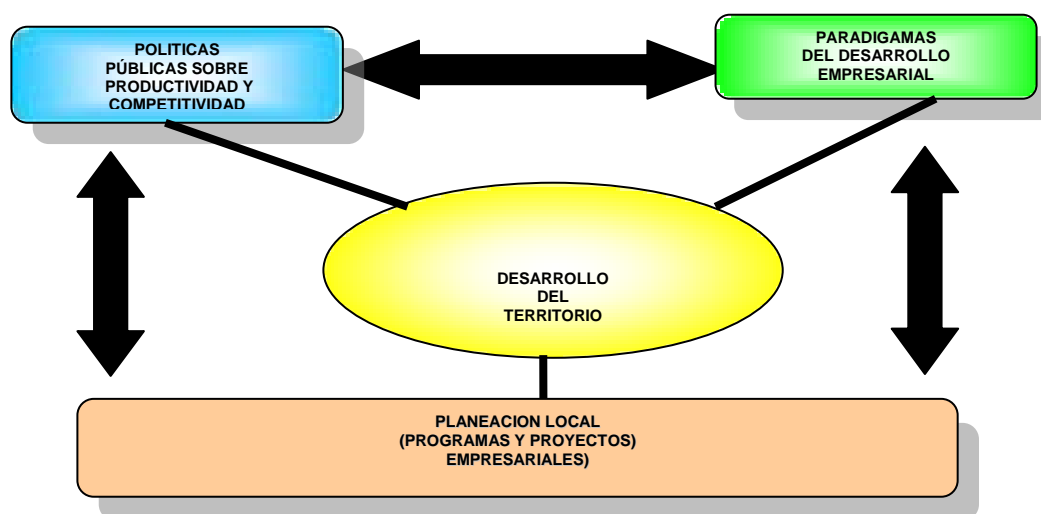 POLITICAS
PÚBLICAS SOBRE
PRODUCTIVIDAD Y
COMPETITIVIDAD
PARADIGAMAS
DEL DESARROLLO
EMPRESARIAL
DESARROLLO
DEL
TERRITORIO
PLANEACION LOCAL
(PROGRAMAS Y PROYECTOS)
EMPRESARIALES)